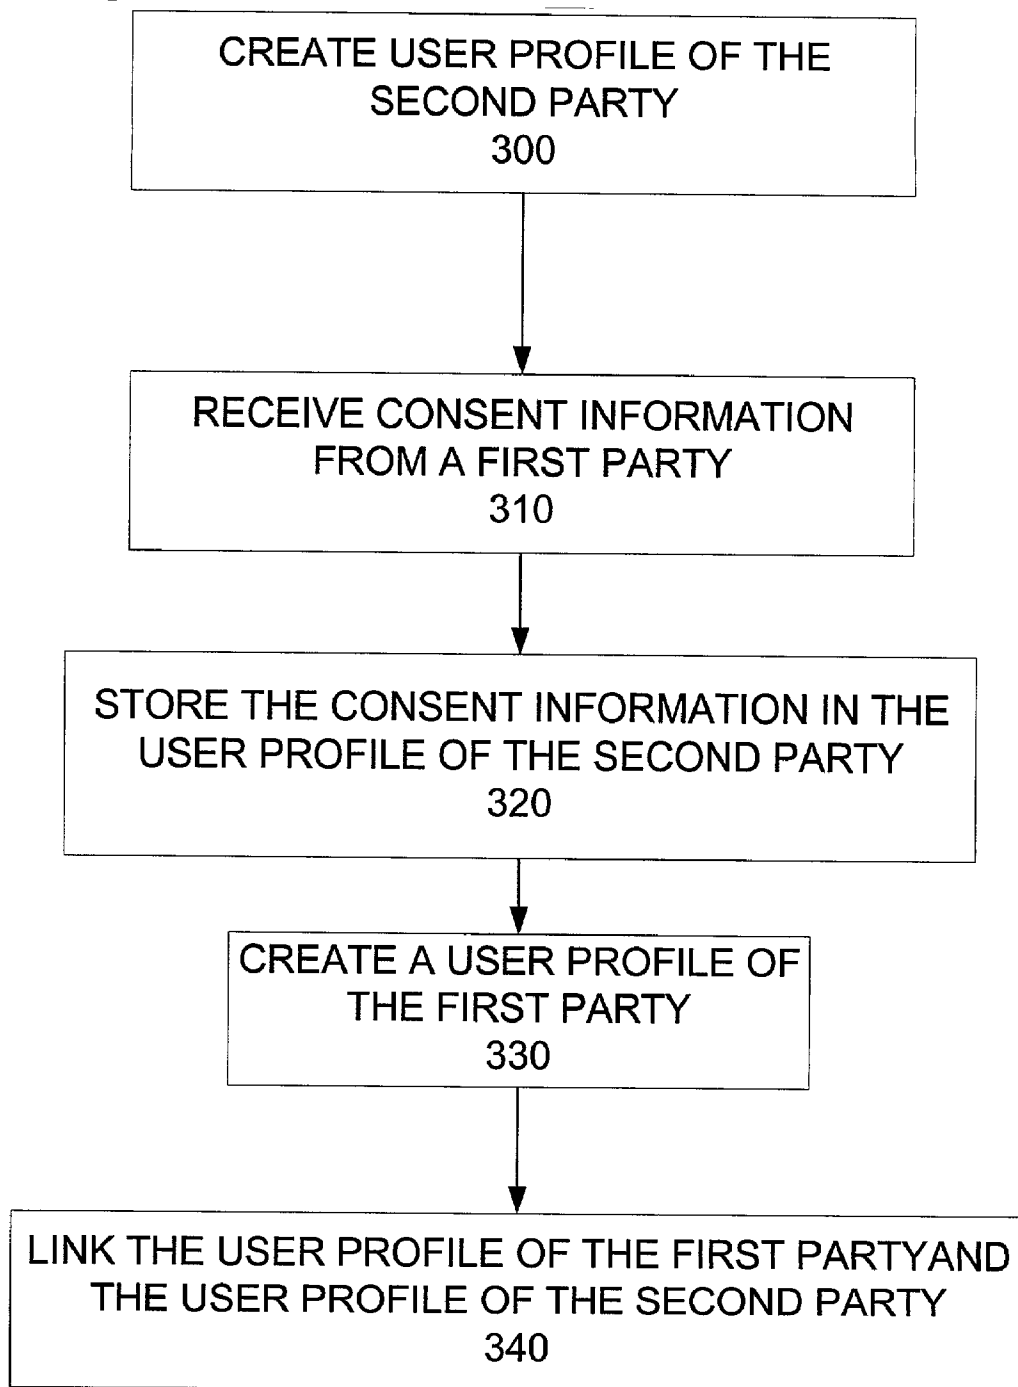 CREATE USER PROFILE OF THE
SECOND PARTY
300
RECEIVE CONSENT INFORMATION
FROM A FIRST PARTY
310
STORE THE CONSENT INFORMATION IN THE
USER PROFILE OF THE SECOND PARTY
320
CREATE A USER PROFILE OF
THE FIRST PARTY
330
LINK THE USER PROFILE OF THE FIRST PARTYAND
THE USER PROFILE OF THE SECOND PARTY
340